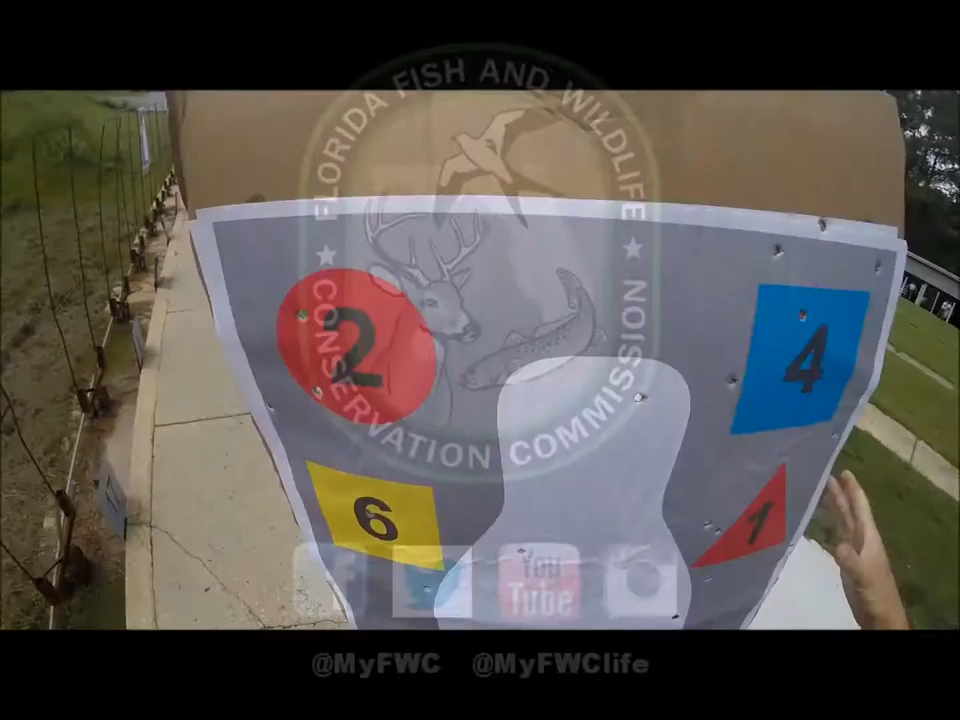 FLORIDA FISH AND WILDLIFE
CONSERVATION COMMISSION
2
4
6
1
You
Tube
@MyFWC @MyFWClife